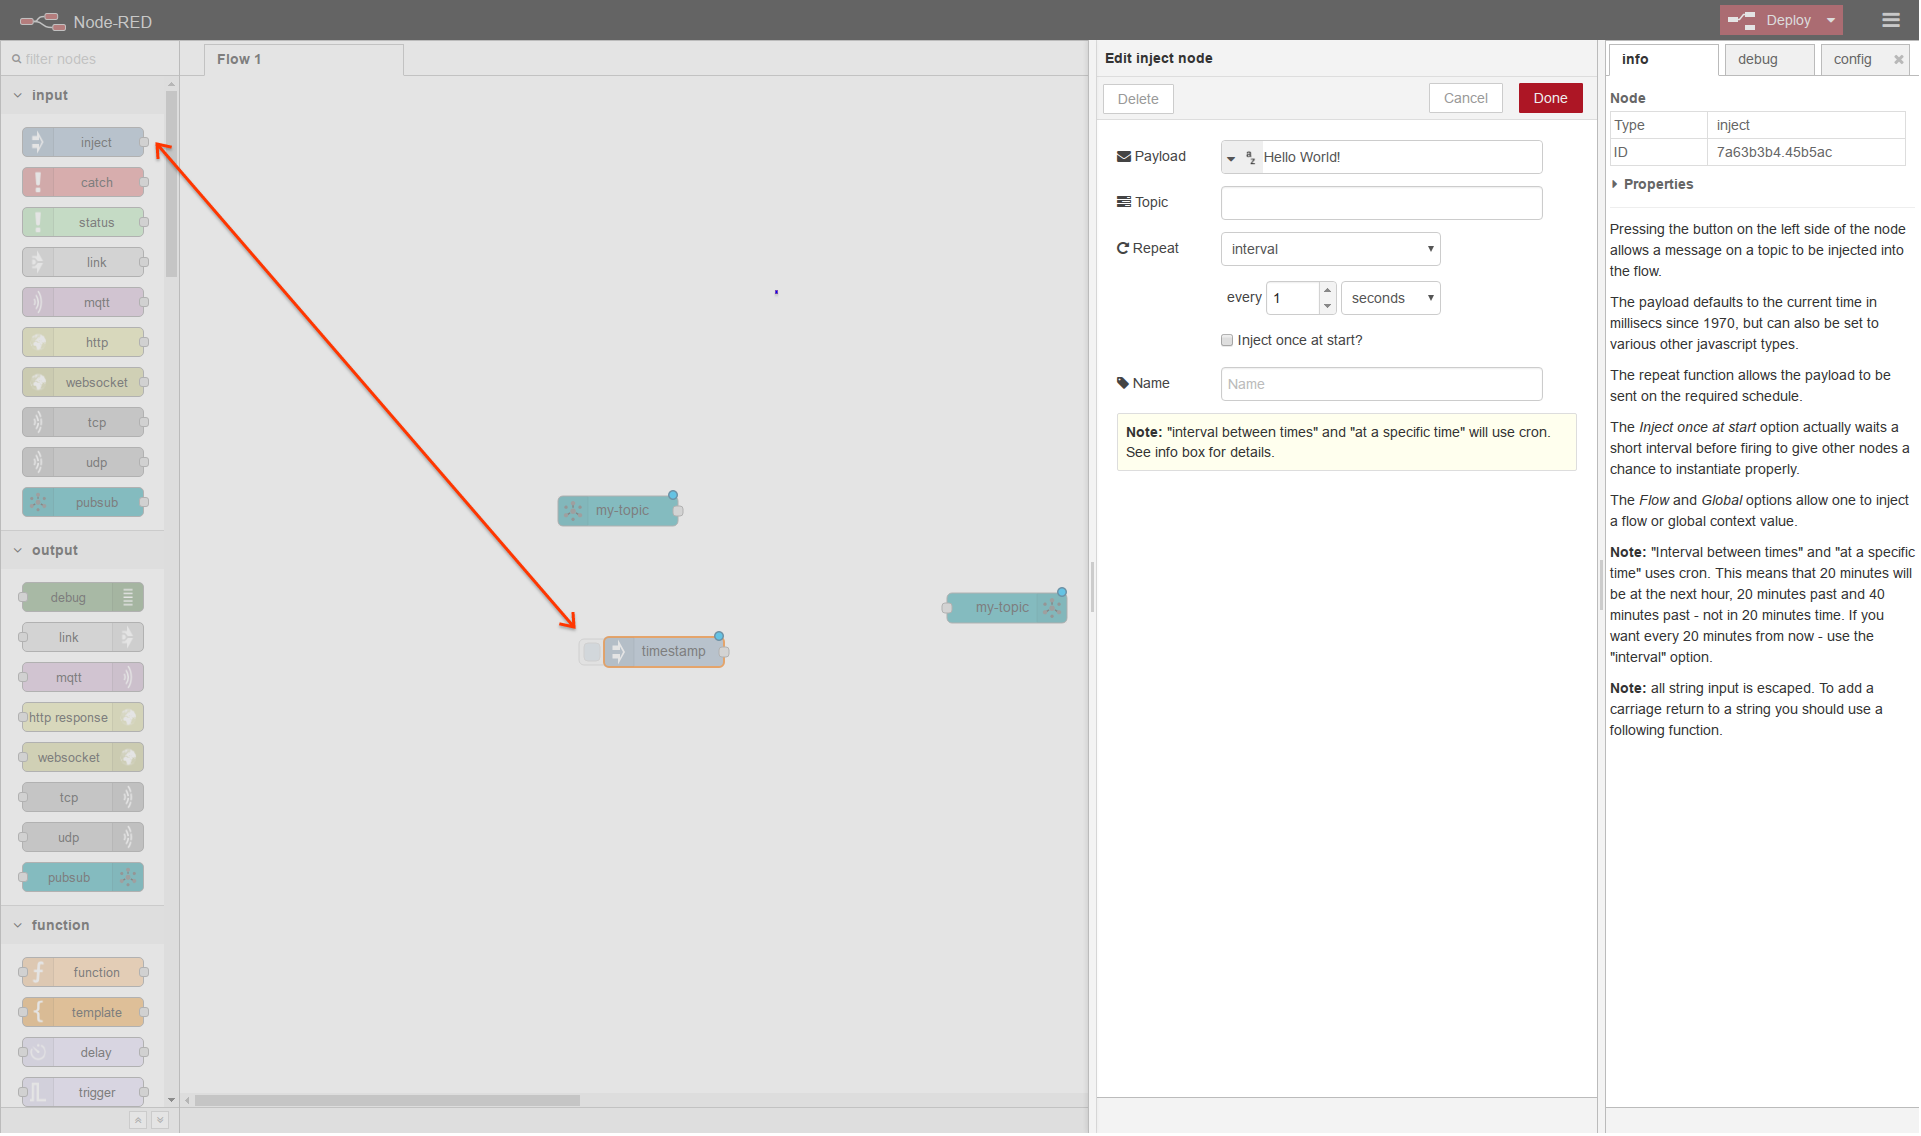 Node-RED
Deploy
filter nodes
Flow 1
input
inject
catch
status
link
mqtt
http
websocket
tcp
udp
pubsub
output
debug
link
mqtt
http response
websocket
tcp
udp
pubsub
function
function
template
delay
trigger
my-topic
timestamp
my-topic
Edit inject node
Delete
Cancel
Done
Payload
az
Hello World!
Topic
Repeat
interval
every 1 seconds
Inject once at start?
Name
Name
Note: "interval between times" and "at a specific time" will use cron.
See info box for details.
info
debug
config
Node
Type inject
ID 7a63b3b4.45b5ac
Properties
Pressing the button on the left side of the node
allows a message on a topic to be injected into
the flow.
The payload defaults to the current time in
millisecs since 1970, but can also be set to
various other javascript types.
The repeat function allows the payload to be
sent on the required schedule.
The Inject once at start option actually waits a
short interval before firing to give other nodes a
chance to instantiate properly.
The Flow and Global options allow one to inject
a flow or global context value.
Note: "Interval between times" and "at a specific
time" uses cron. This means that 20 minutes will
be at the next hour, 20 minutes past and 40
minutes past - not in 20 minutes time. If you
want every 20 minutes from now - use the
"interval" option.
Note: all string input is escaped. To add a
carriage return to a string you should use a
following function.